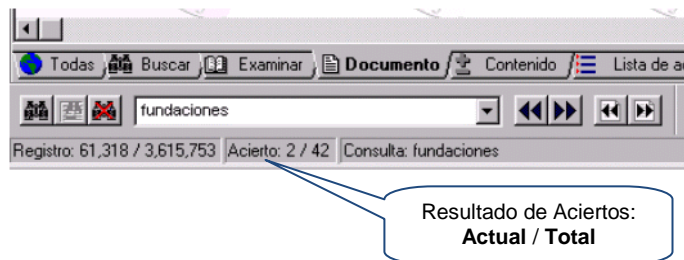 Todas Buscar Examinar Documento Contenido Lista de
fundaciones
Registro: 61,318 / 3,615,753 Acierto: 2 / 42 Consulta: fundaciones
Resultado de Aciertos:
Actual / Total